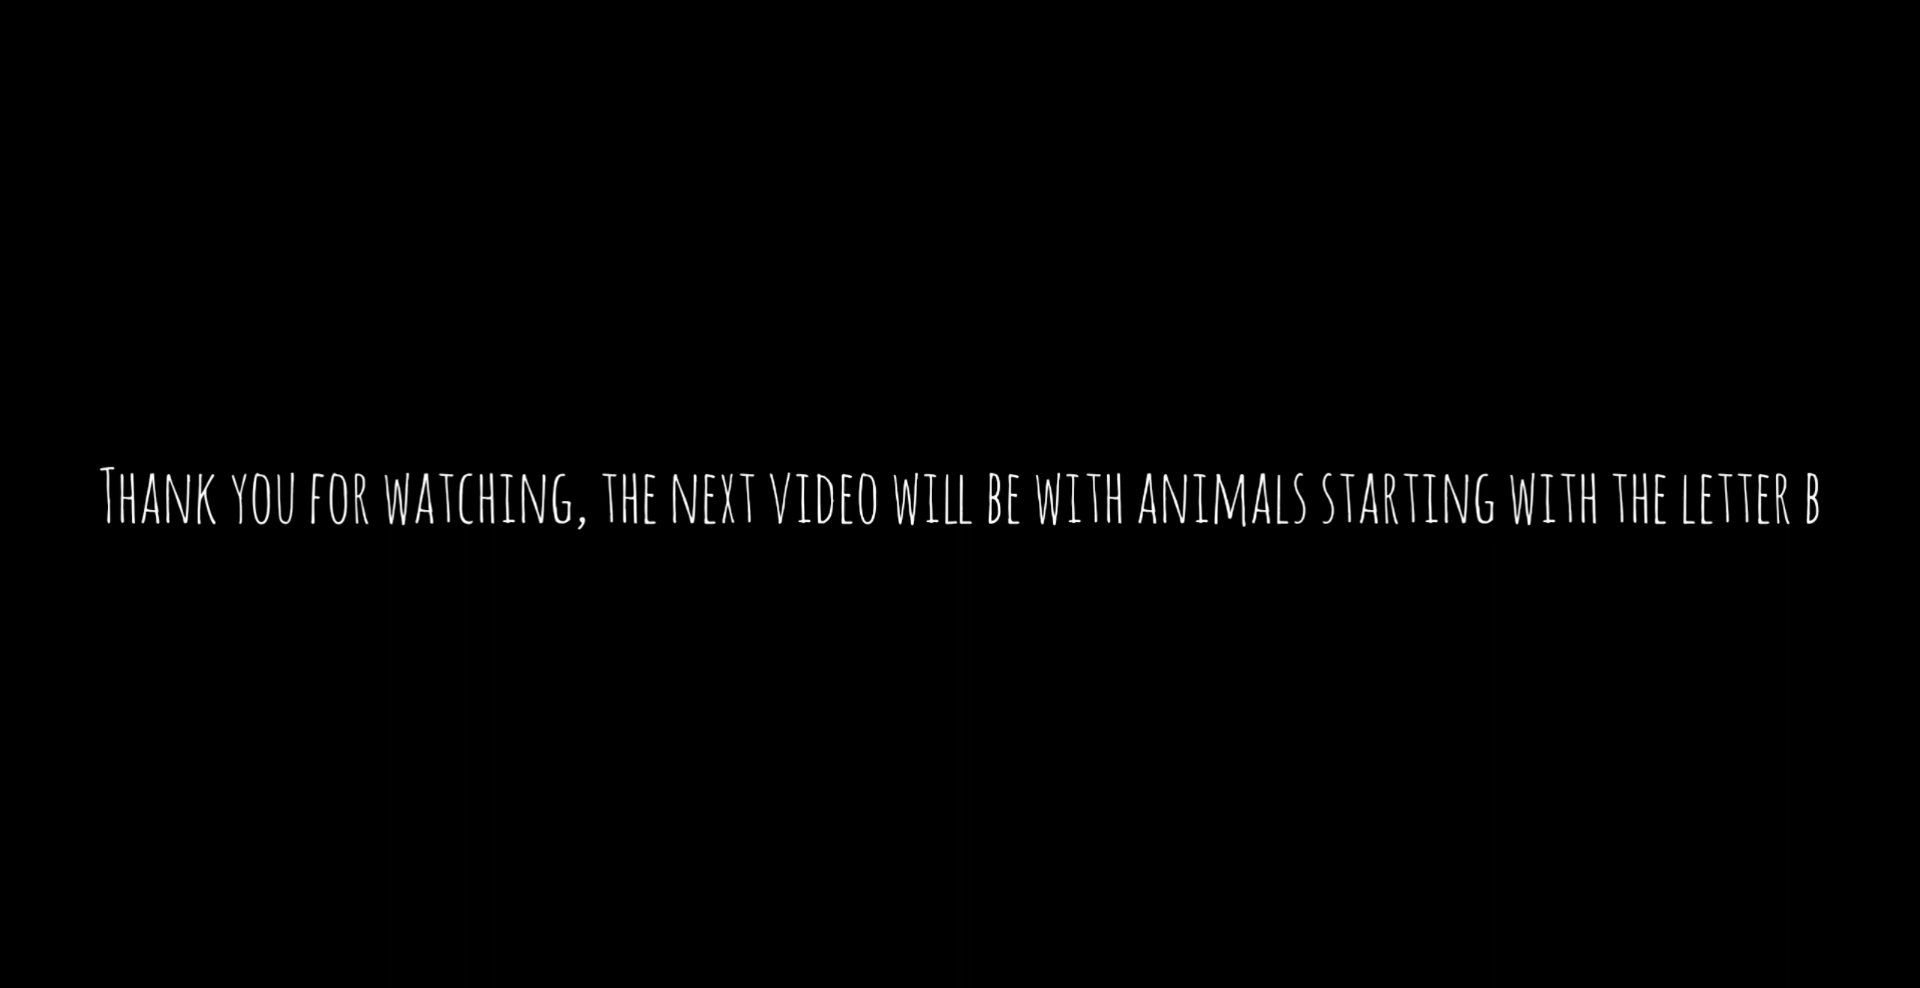 Thank you for watching, the next video will be with animals starting with the letter B